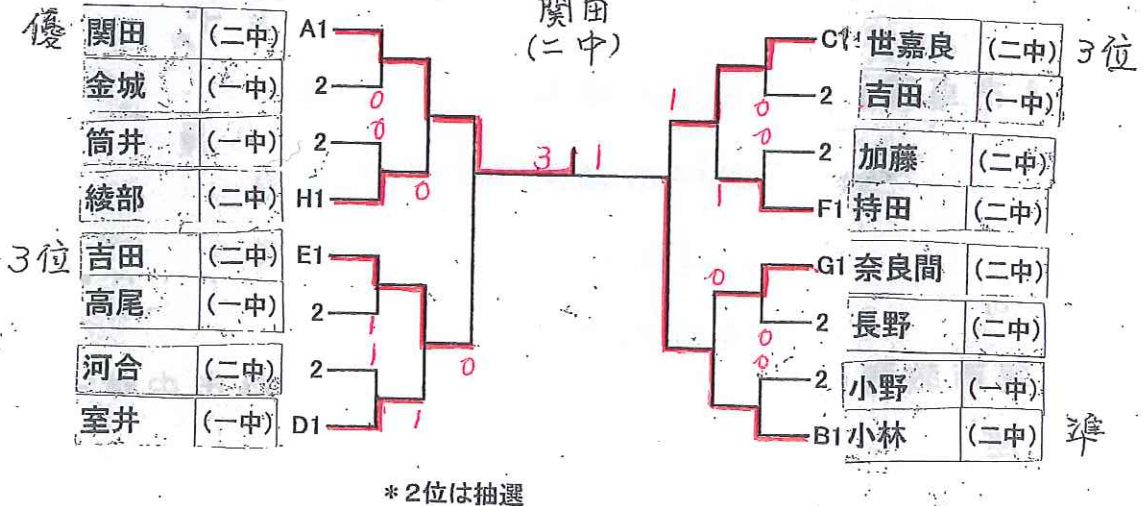 優 関田 (二中) A1
金城 (一中) 2
0
0
筒井 (一中) 2
綾部 (二中) H1
0
3位 吉田 (二中) E1
高尾 (一中) 2
1
1
河合 (二中) 2
室井 (一中) D1
1
0
関田
(二中)
3 1
C1 世嘉良 (二中) 3位
2 吉田 (一中)
0
0
2 加藤 (二中)
F1 持田 (二中)
1
1
G1 奈良間 (二中)
2 長野 (二中)
0
0
2 小野 (一中)
B1 小林 (二中) 準
0
*2位は抽選